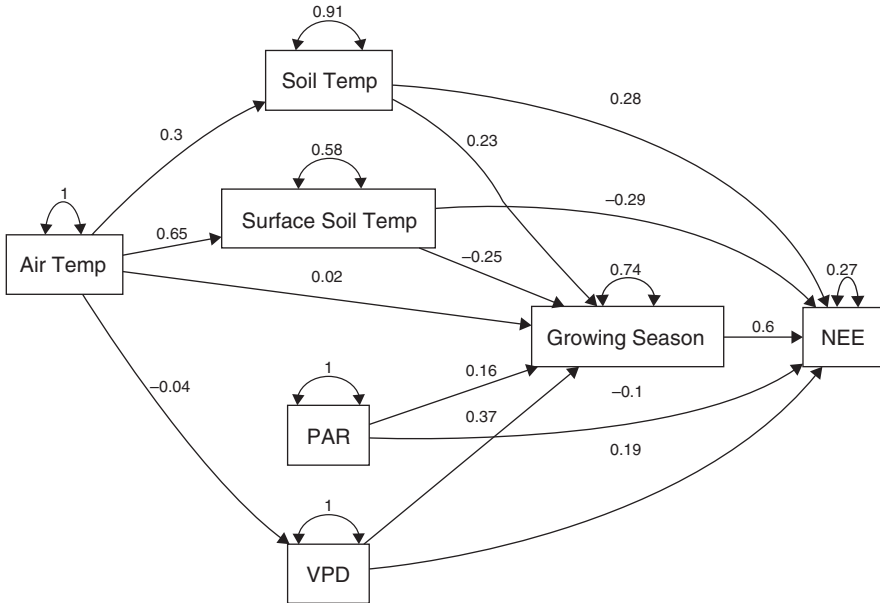 0.91
Soil Temp
0.28
0.3
0.23
0.58
Surface Soil Temp
–0.29
1
0.65
Air Temp
–0.25
0.02
0.74
0.27
Growing Season
0.6
NEE
–0.04
1
0.16
–0.1
PAR
0.37
0.19
1
VPD